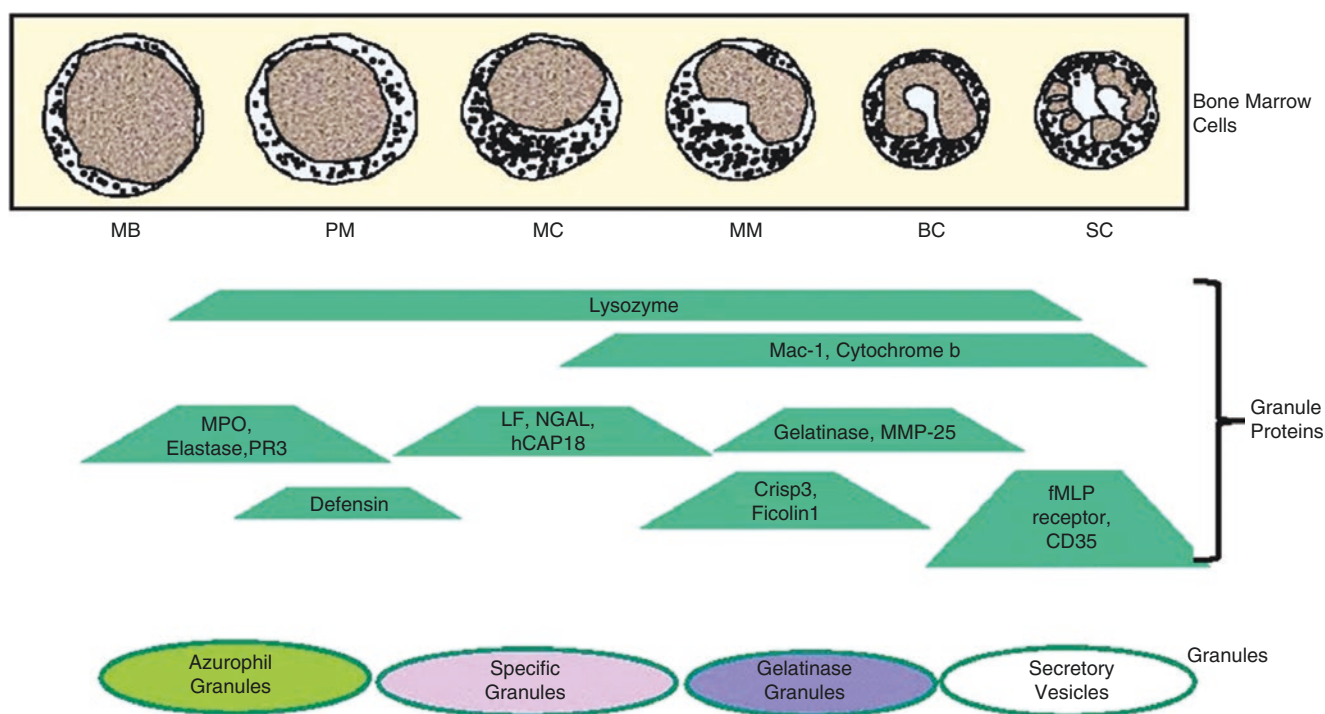 Bone Marrow
Cells
MB
PM
MC
MM
BC
SC
Lysozyme
Mac-1, Cytochrome b
MPO,
Elastase,PR3
LF, NGAL,
hCAP18
Gelatinase, MMP-25
Granule
Proteins
Defensin
Crisp3,
Ficolin1
fMLP
receptor,
CD35
Azurophil
Granules
Specific
Granules
Gelatinase
Granules
Secretory
Vesicles
Granules